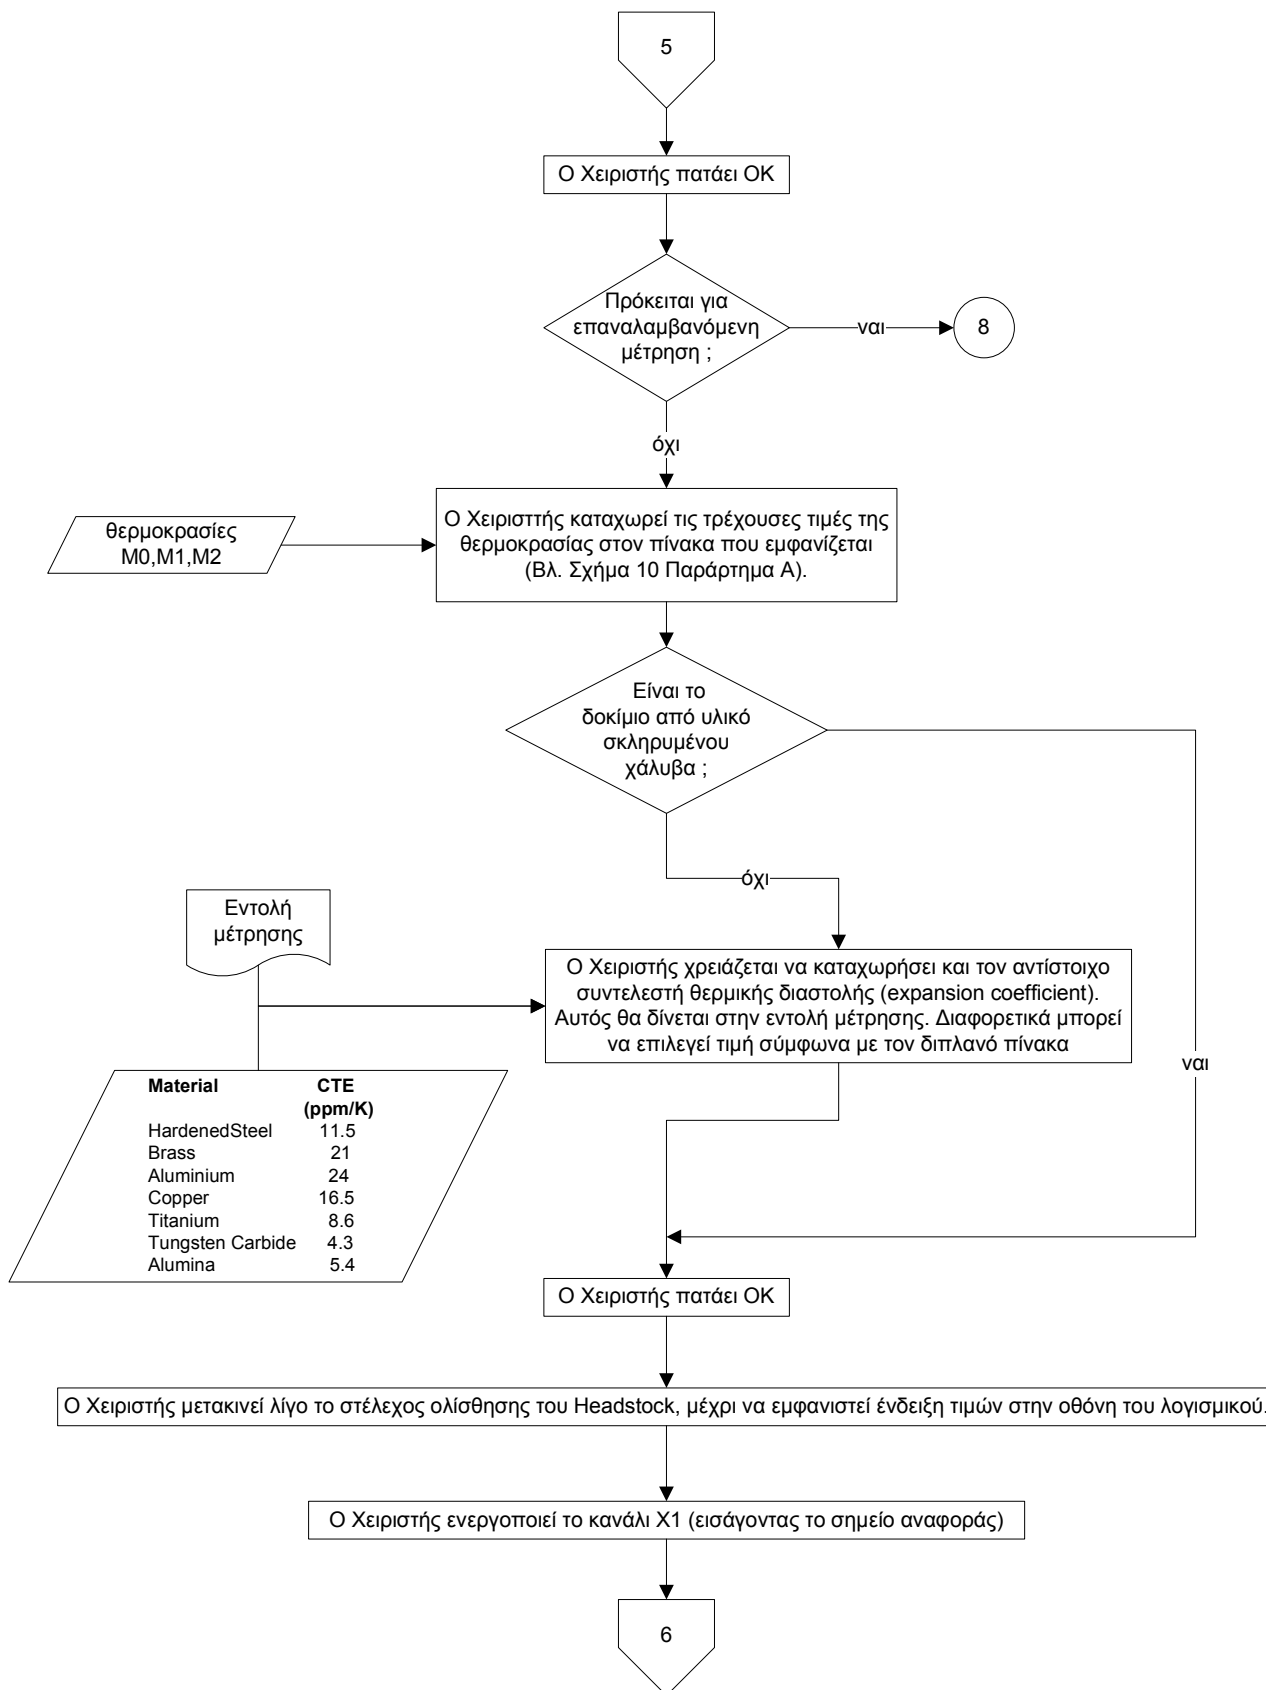 5
Ο Χειριστής πατάει ΟΚ
Πρόκειται για
επαναλαμβανόμενη
μέτρηση ;
ναι
8
όχι
θερμοκρασίες
M0,M1,M2
Ο Χειρισττής καταχωρεί τις τρέχουσες τιμές της
θερμοκρασίας στον πίνακα που εμφανίζεται
(Βλ. Σχήμα 10 Παράρτημα Α).
Είναι το
δοκίμιο από υλικό
σκληρυμένου
χάλυβα ;
όχι
Εντολή
μέτρησης
Ο Χειριστής χρειάζεται να καταχωρήσει και τον αντίστοιχο
συντελεστή θερμικής διαστολής (expansion coefficient).
Αυτός θα δίνεται στην εντολή μέτρησης. Διαφορετικά μπορεί
να επιλεγεί τιμή σύμφωνα με τον διπλανό πίνακα
ναι
Material CTE
(ppm/K)
HardenedSteel 11.5
Brass 21
Aluminium 24
Copper 16.5
Titanium 8.6
Tungsten Carbide 4.3
Alumina 5.4
Ο Χειριστής πατάει ΟΚ
Ο Χειριστής μετακινεί λίγο το στέλεχος ολίσθησης του Headstock, μέχρι να εμφανιστεί ένδειξη τιμών στην οθόνη του λογισμικού.
Ο Χειριστής ενεργοποιεί το κανάλι Χ1 (εισάγοντας το σημείο αναφοράς)
6